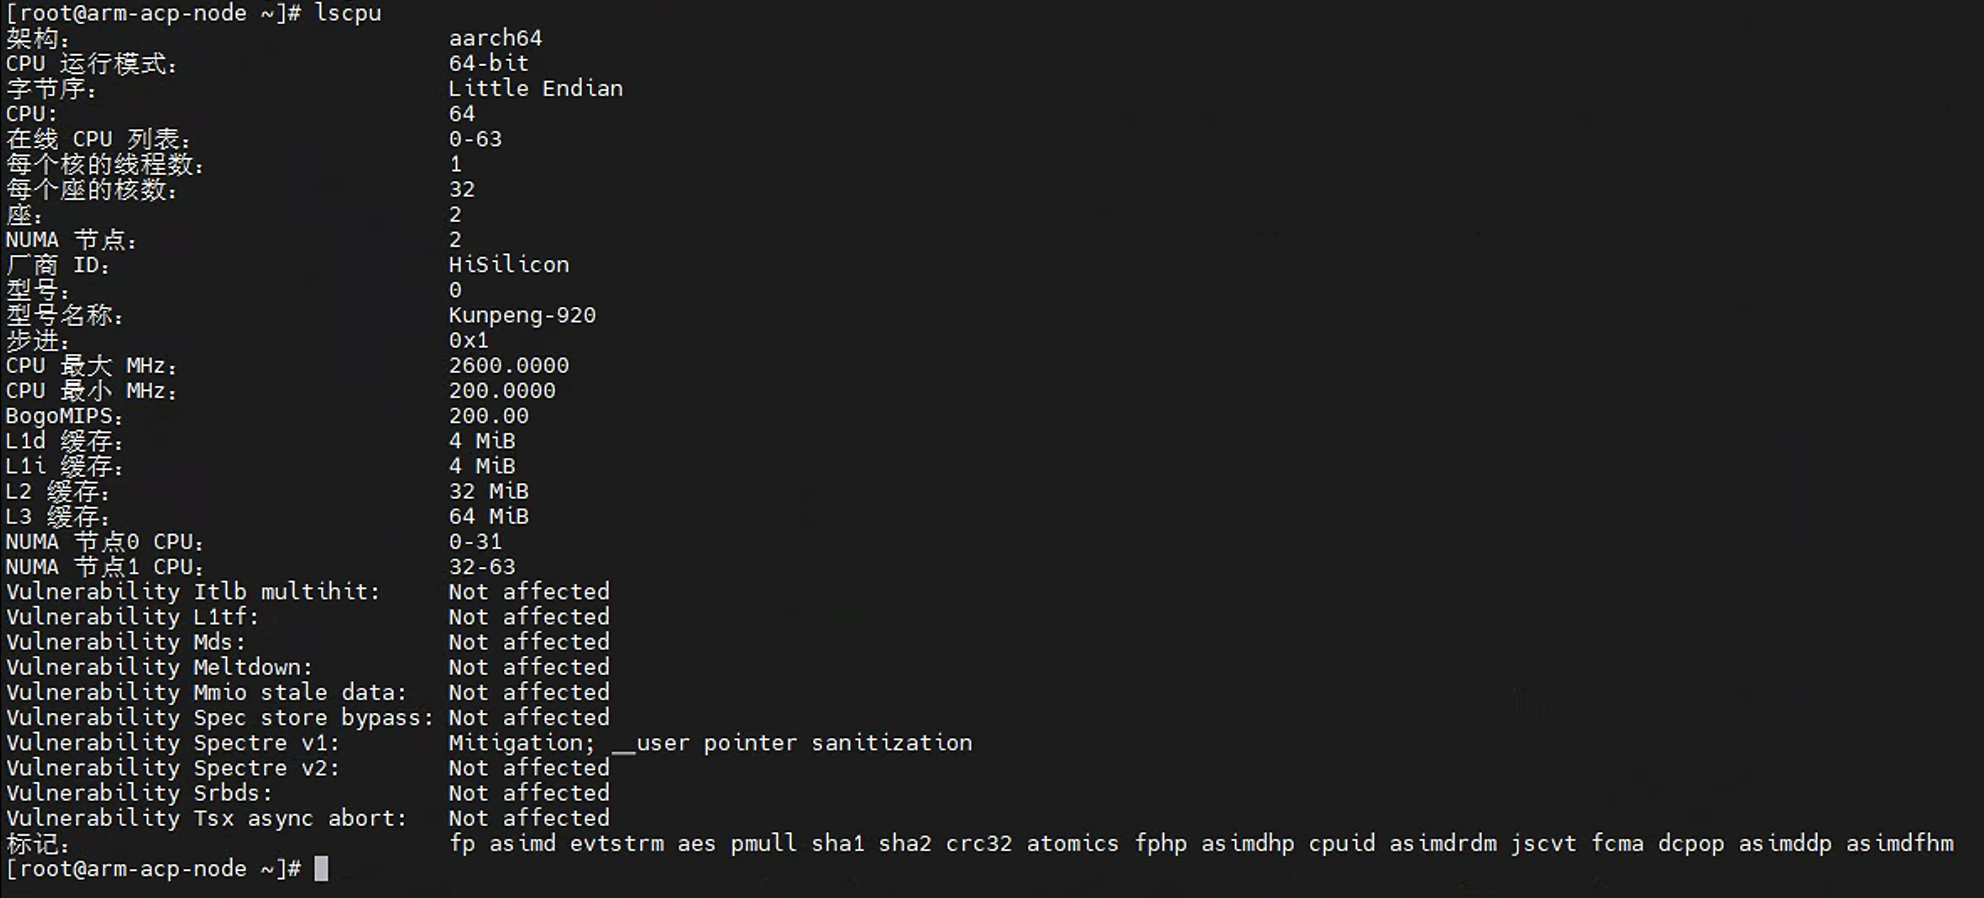 [root@arm-acp-node ~]# lscpu
架构： aarch64
CPU 运行模式： 64-bit
字节序： Little Endian
CPU: 64
在线 CPU 列表： 0-63
每个核的线程数： 1
每个座的核数： 32
座： 2
NUMA 节点： 2
厂商 ID： HiSilicon
型号： 0
型号名称： Kunpeng-920
步进： 0x1
CPU 最大 MHz： 2600.0000
CPU 最小 MHz： 200.0000
BogoMIPS： 200.00
L1d 缓存： 4 MiB
L1i 缓存： 4 MiB
L2 缓存： 32 MiB
L3 缓存： 64 MiB
NUMA 节点0 CPU： 0-31
NUMA 节点1 CPU： 32-63
Vulnerability Itlb multihit: Not affected
Vulnerability L1tf: Not affected
Vulnerability Mds: Not affected
Vulnerability Meltdown: Not affected
Vulnerability Mmio stale data: Not affected
Vulnerability Spec store bypass: Not affected
Vulnerability Spectre v1: Mitigation; __user pointer sanitization
Vulnerability Spectre v2: Not affected
Vulnerability Srbds: Not affected
Vulnerability Tsx async abort: Not affected
标记： fp asimd evtstrm aes pmull sha1 sha2 crc32 atomics fphp asimdhp cpuid asimdrdm jscvt fcma dcpop asimddp asimdfhm
[root@arm-acp-node ~]#